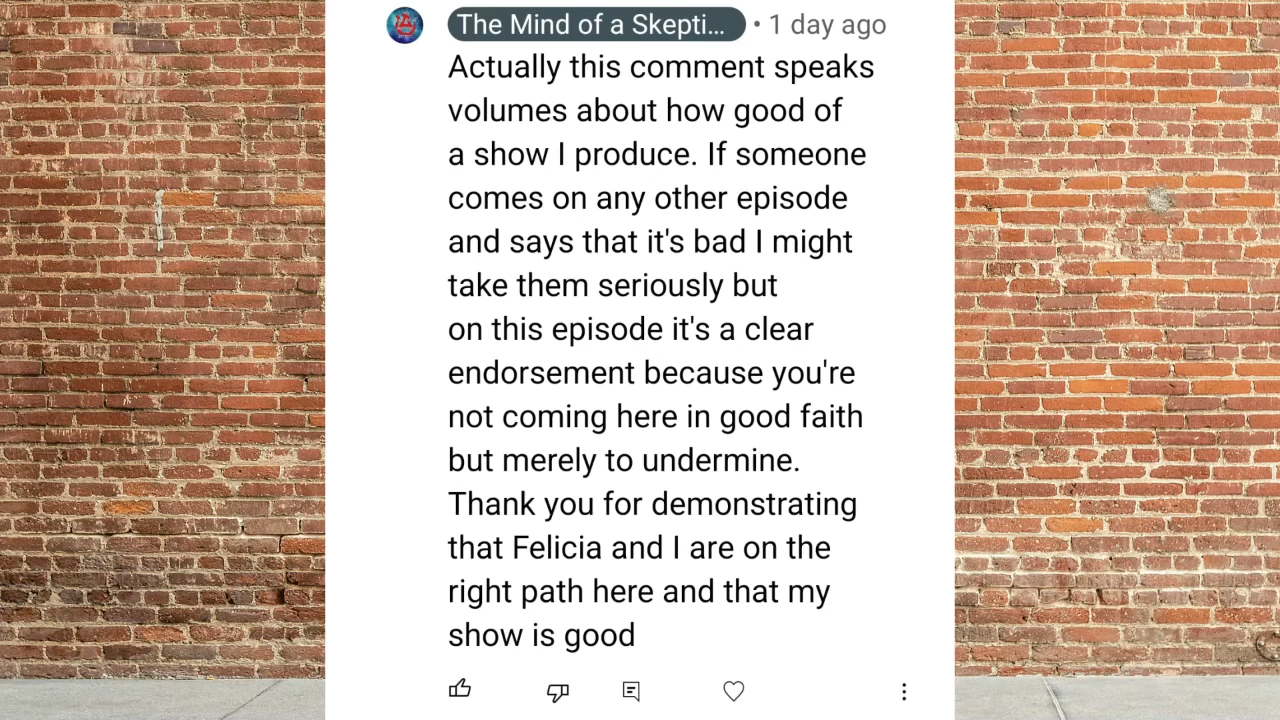 The Mind of a Skepti... • 1 day ago
Actually this comment speaks
volumes about how good of
a show I produce. If someone
comes on any other episode
and says that it's bad I might
take them seriously but
on this episode it's a clear
endorsement because you're
not coming here in good faith
but merely to undermine.
Thank you for demonstrating
that Felicia and I are on the
right path here and that my
show is good